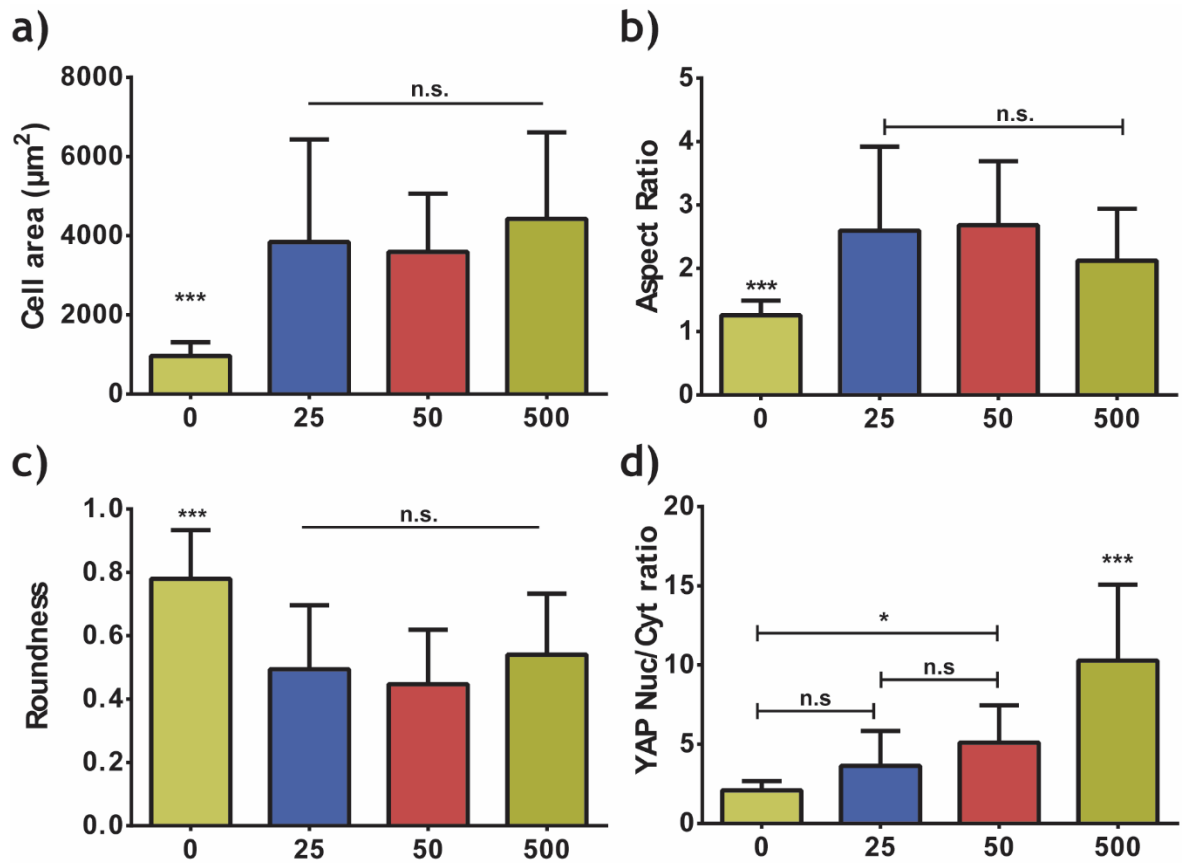 a)
Cell area (µm²)
8000
6000
4000
2000
0
n.s.
***
0 25 50 500
b)
Aspect Ratio
5
4
3
2
1
0
n.s.
***
0 25 50 500
c)
Roundness
1.0
0.8
0.6
0.4
0.2
0.0
***
n.s.
0 25 50 500
d)
YAP Nuc/Cyt ratio
20
15
10
5
0
***
*
n.s
n.s
0 25 50 500